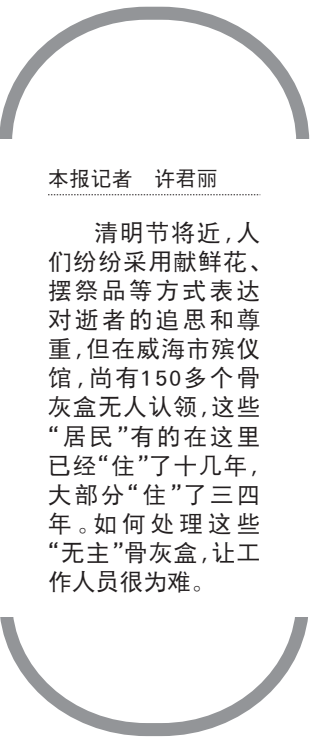 本报记者　许君丽
清明节将近,人
们纷纷采用献鲜花、
摆祭品等方式表达
对逝者的追思和尊
重,但在威海市殡仪
馆,尚有150多个骨
灰盒无人认领,这些
“居民”有的在这里
已经“住”了十几年,
大部分“住”了三四
年。如何处理这些
“无主”骨灰盒,让工
作人员很为难。